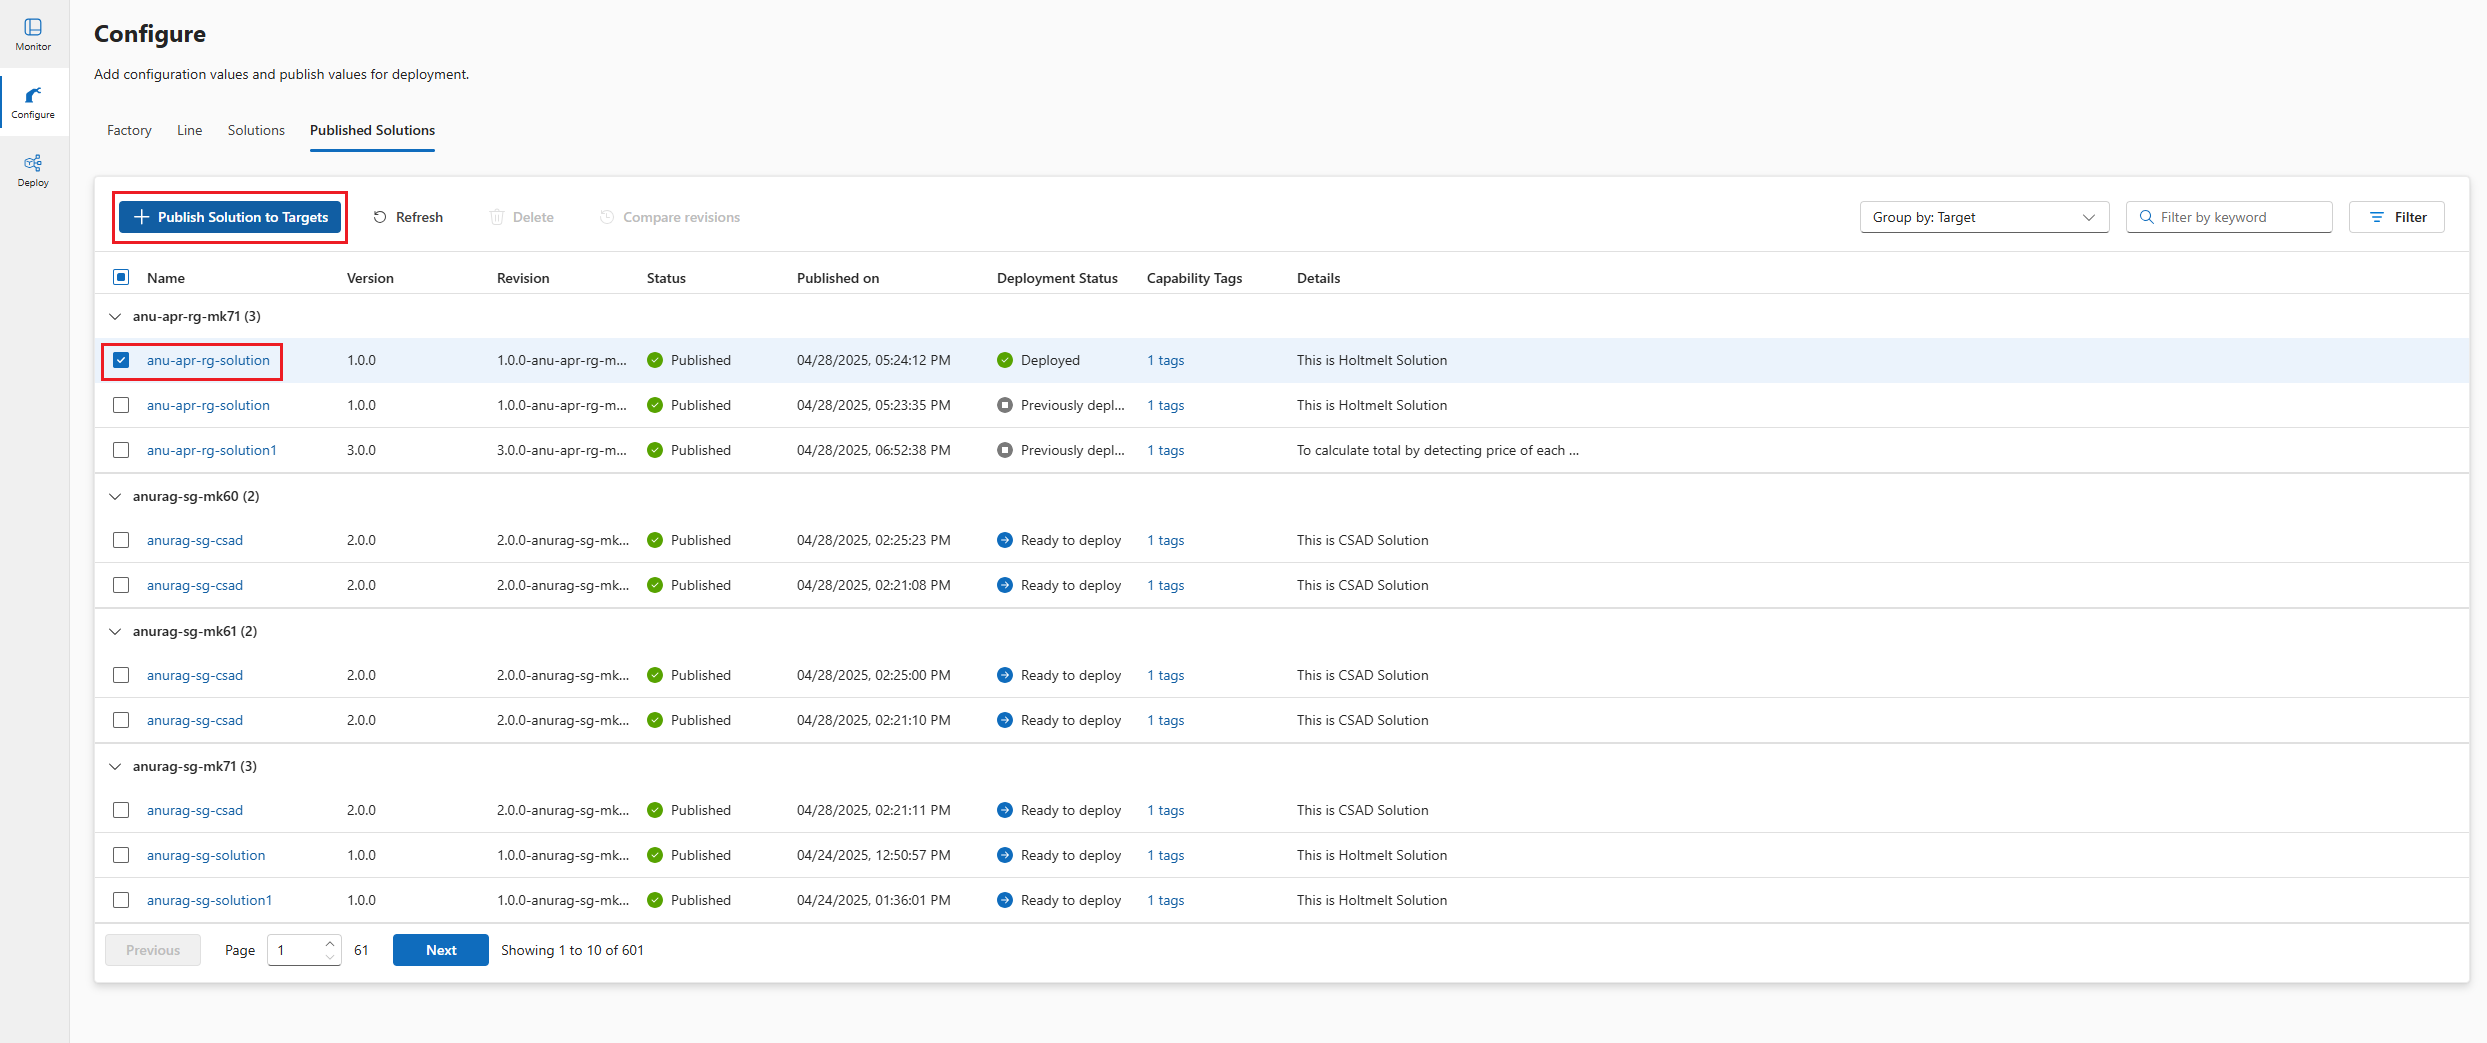 Monitor
Configure
Deploy
Configure
Add configuration values and publish values for deployment.
Factory Line Solutions Published Solutions
Publish Solution to Targets Refresh Delete Compare revisions Group by: Target Filter by keyword Filter
Name Version Revision Status Published on Deployment Status Capability Tags Details
anu-apr-rg-mk71 (3)
anu-apr-rg-solution 1.0.0 1.0.0-anu-apr-rg-m... Published 04/28/2025, 05:24:12 PM Deployed 1 tags This is Holtmelt Solution
anu-apr-rg-solution 1.0.0 1.0.0-anu-apr-rg-m... Published 04/28/2025, 05:23:35 PM Previously depl... 1 tags This is Holtmelt Solution
anu-apr-rg-solution1 3.0.0 3.0.0-anu-apr-rg-m... Published 04/28/2025, 06:52:38 PM Previously depl... 1 tags To calculate total by detecting price of each ...
anurag-sg-mk60 (2)
anurag-sg-csad 2.0.0 2.0.0-anurag-sg-mk... Published 04/28/2025, 02:25:23 PM Ready to deploy 1 tags This is CSAD Solution
anurag-sg-csad 2.0.0 2.0.0-anurag-sg-mk... Published 04/28/2025, 02:21:08 PM Ready to deploy 1 tags This is CSAD Solution
anurag-sg-mk61 (2)
anurag-sg-csad 2.0.0 2.0.0-anurag-sg-mk... Published 04/28/2025, 02:25:00 PM Ready to deploy 1 tags This is CSAD Solution
anurag-sg-csad 2.0.0 2.0.0-anurag-sg-mk... Published 04/28/2025, 02:21:10 PM Ready to deploy 1 tags This is CSAD Solution
anurag-sg-mk71 (3)
anurag-sg-csad 2.0.0 2.0.0-anurag-sg-mk... Published 04/28/2025, 02:21:11 PM Ready to deploy 1 tags This is CSAD Solution
anurag-sg-solution 1.0.0 1.0.0-anurag-sg-mk... Published 04/24/2025, 12:50:57 PM Ready to deploy 1 tags This is Holtmelt Solution
anurag-sg-solution1 1.0.0 1.0.0-anurag-sg-mk... Published 04/24/2025, 01:36:01 PM Ready to deploy 1 tags This is Holtmelt Solution
Previous Page 1 61 Next Showing 1 to 10 of 601